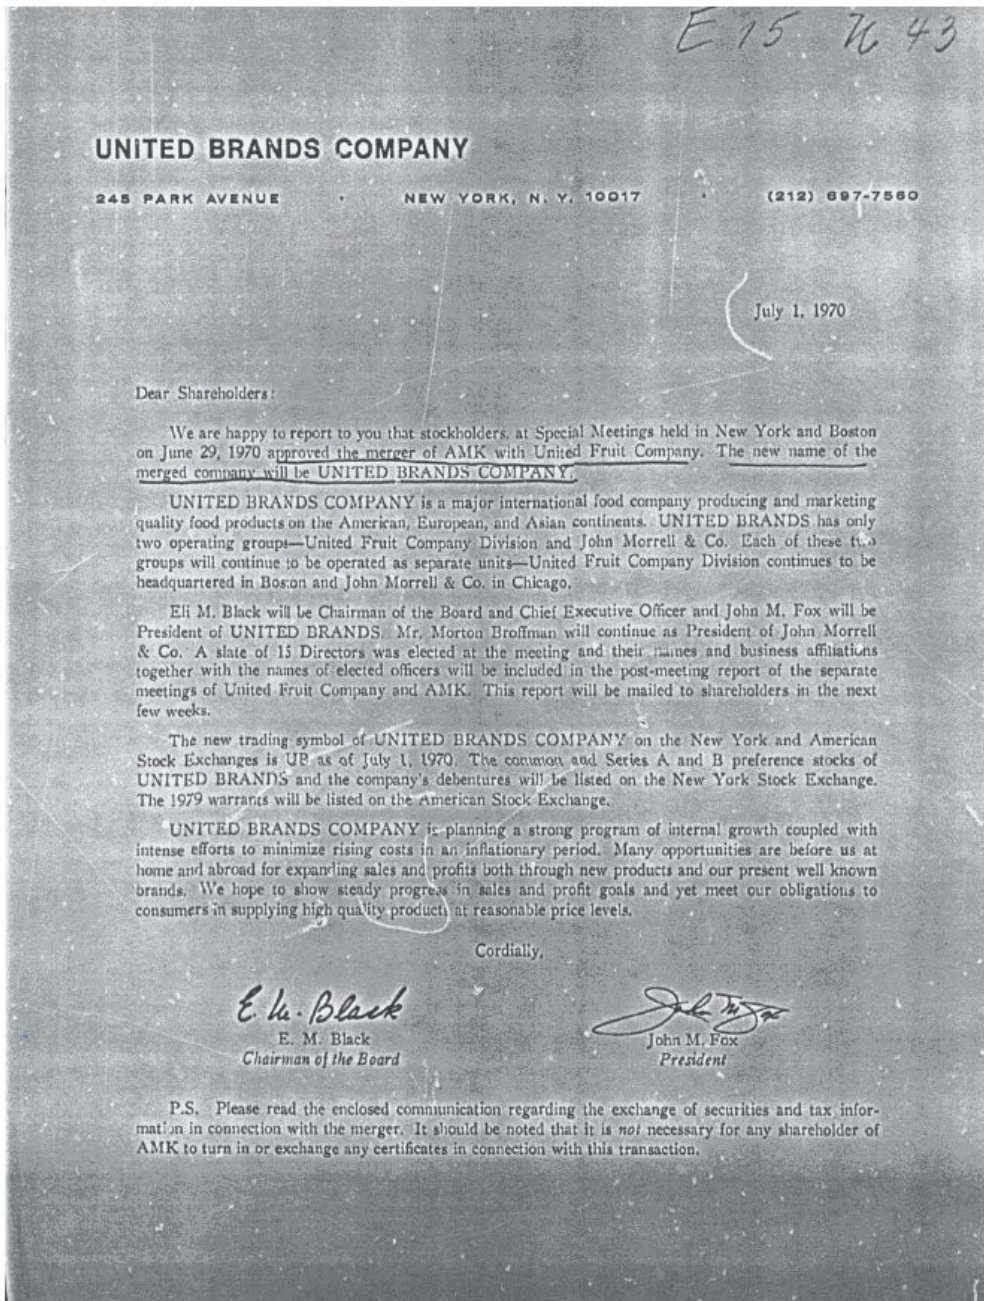 E 15 U 43
UNITED BRANDS COMPANY
245 PARK AVENUE • NEW YORK, N. Y. 10017 • (212) 697-7560
July 1, 1970
Dear Shareholders:
We are happy to report to you that stockholders, at Special Meetings held in New York and Boston
on June 29, 1970 approved the merger of AMK with United Fruit Company. The new name of the
merged company will be UNITED BRANDS COMPANY.
UNITED BRANDS COMPANY is a major international food company producing and marketing
quality food products on the American, European, and Asian continents. UNITED BRANDS has only
two operating groups—United Fruit Company Division and John Morrell & Co. Each of these two
groups will continue to be operated as separate units—United Fruit Company Division continues to be
headquartered in Boston and John Morrell & Co. in Chicago.
Eli M. Black will be Chairman of the Board and Chief Executive Officer and John M. Fox will be
President of UNITED BRANDS. Mr. Morton Broffman will continue as President of John Morrell
& Co. A slate of 15 Directors was elected at the meeting and their names and business affiliations
together with the names of elected officers will be included in the post-meeting report of the separate
meetings of United Fruit Company and AMK. This report will be mailed to shareholders in the next
few weeks.
The new trading symbol of UNITED BRANDS COMPANY on the New York and American
Stock Exchanges is UB as of July 1, 1970. The common and Series A and B preference stocks of
UNITED BRANDS and the company's debentures will be listed on the New York Stock Exchange.
The 1979 warrants will be listed on the American Stock Exchange.
UNITED BRANDS COMPANY is planning a strong program of internal growth coupled with
intense efforts to minimize rising costs in an inflationary period. Many opportunities are before us at
home and abroad for expanding sales and profits both through new products and our present well known
brands. We hope to show steady progress in sales and profit goals and yet meet our obligations to
consumers in supplying high quality products at reasonable price levels.
Cordially,
E. M. Black John M Fox
E. M. Black John M. Fox
Chairman of the Board President
P.S. Please read the enclosed communication regarding the exchange of securities and tax infor-
mation in connection with the merger. It should be noted that it is not necessary for any shareholder of
AMK to turn in or exchange any certificates in connection with this transaction.